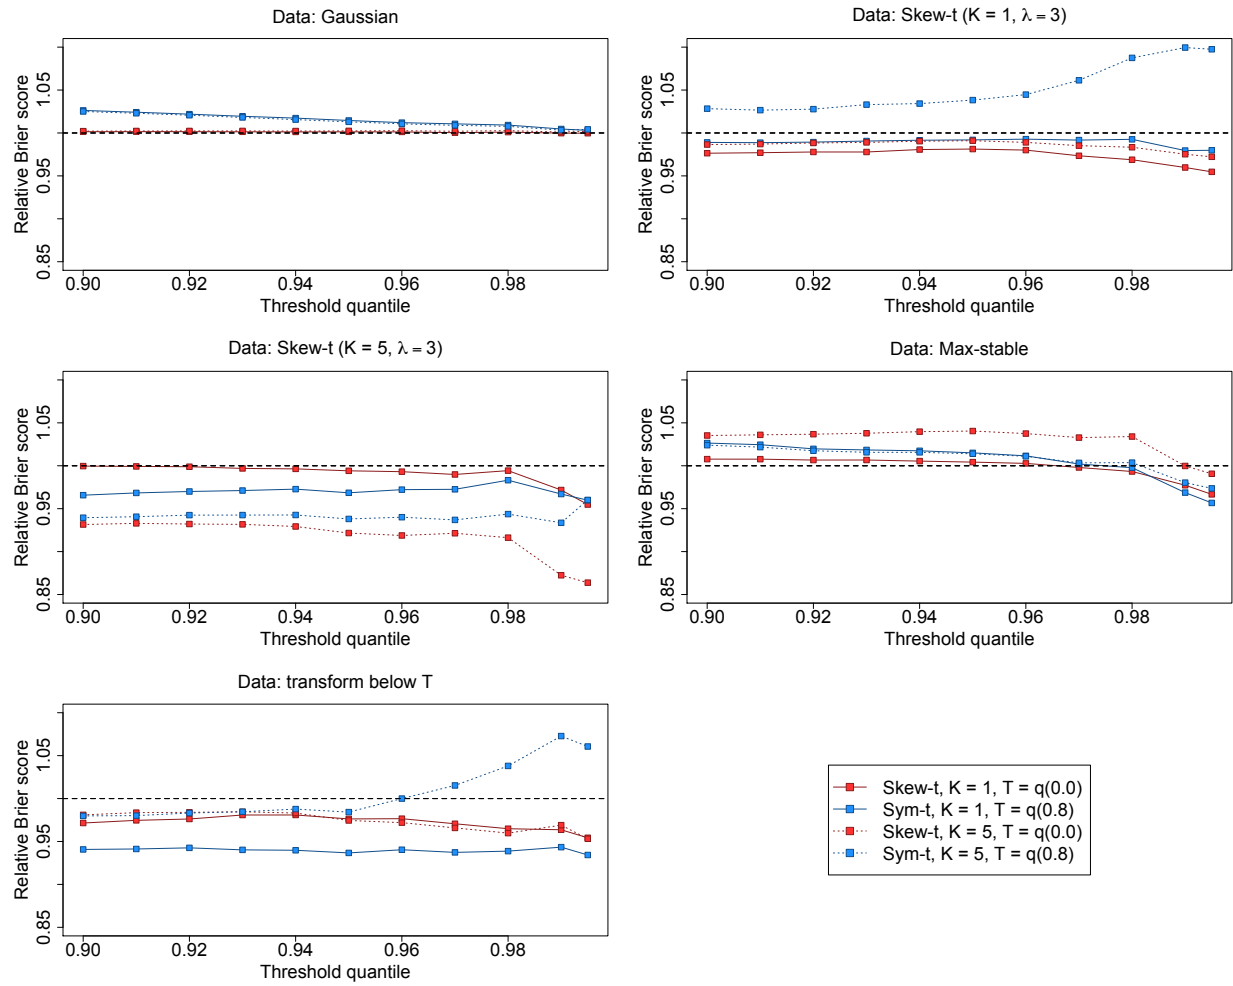 Data: Gaussian
Relative Brier score
1.05
0.95
0.85
0.90 0.92 0.94 0.96 0.98
Threshold quantile
Data: Skew-t (K = 1, λ = 3)
Relative Brier score
1.05
0.95
0.85
0.90 0.92 0.94 0.96 0.98
Threshold quantile
Data: Skew-t (K = 5, λ = 3)
Relative Brier score
1.05
0.95
0.85
0.90 0.92 0.94 0.96 0.98
Threshold quantile
Data: Max-stable
Relative Brier score
1.05
0.95
0.85
0.90 0.92 0.94 0.96 0.98
Threshold quantile
Data: transform below T
Relative Brier score
1.05
0.95
0.85
0.90 0.92 0.94 0.96 0.98
Threshold quantile
Skew-t, K = 1, T = q(0.0)
Sym-t, K = 1, T = q(0.8)
Skew-t, K = 5, T = q(0.0)
Sym-t, K = 5, T = q(0.8)